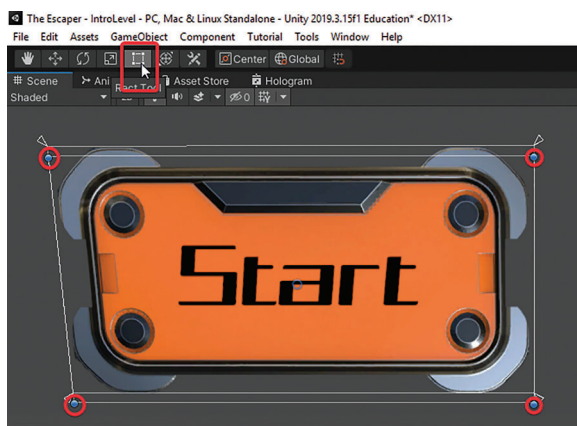 The Escaper - IntroLevel - PC, Mac & Linux Standalone - Unity 2019.3.15f1 Education* <DX11>
File Edit Assets GameObject Component Tutorial Tools Window Help
Center Global
Scene Ani Asset Store Hologram
Rect Tool
Shaded 0
Start